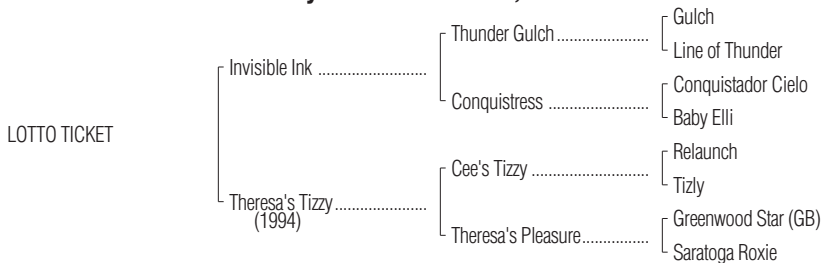 Gulch
Thunder Gulch
Line of Thunder
Invisible Ink
Conquistador Cielo
Conquistress
Baby Elli
LOTTO TICKET
Relaunch
Cee's Tizzy
Tizly
Theresa's Tizzy
(1994)
Greenwood Star (GB)
Theresa's Pleasure
Saratoga Roxie